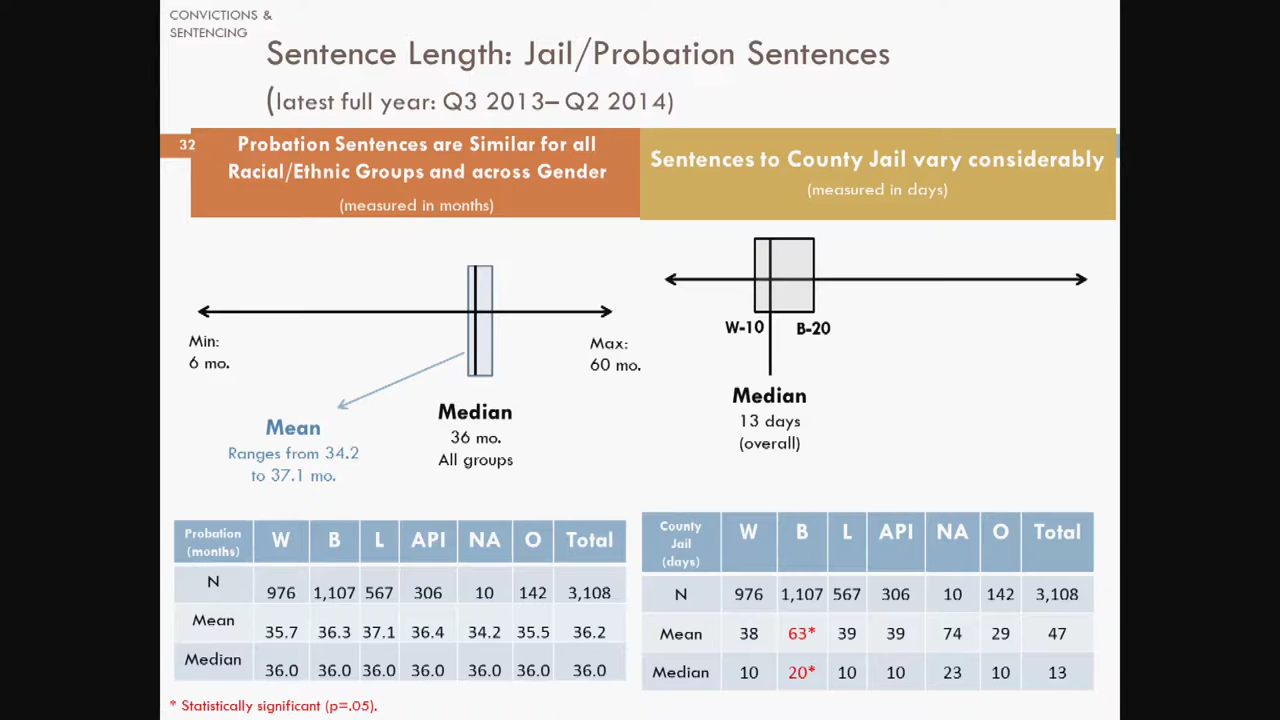 CONVICTIONS &
SENTENCING
Sentence Length: Jail/Probation Sentences
(latest full year: Q3 2013– Q2 2014)
32
Probation Sentences are Similar for all
Racial/Ethnic Groups and across Gender
(measured in months)
Sentences to County Jail vary considerably
(measured in days)
Min:
6 mo.
Max:
60 mo.
Mean
Ranges from 34.2
to 37.1 mo.
Median
36 mo.
All groups
W-10 B-20
Median
13 days
(overall)
Probation
(months) W B L API NA O Total
N 976 1,107 567 306 10 142 3,108
Mean 35.7 36.3 37.1 36.4 34.2 35.5 36.2
Median 36.0 36.0 36.0 36.0 36.0 36.0 36.0
County
Jail
(days) W B L API NA O Total
N 976 1,107 567 306 10 142 3,108
Mean 38 63* 39 39 74 29 47
Median 10 20* 10 10 23 10 13
* Statistically significant (p=.05).